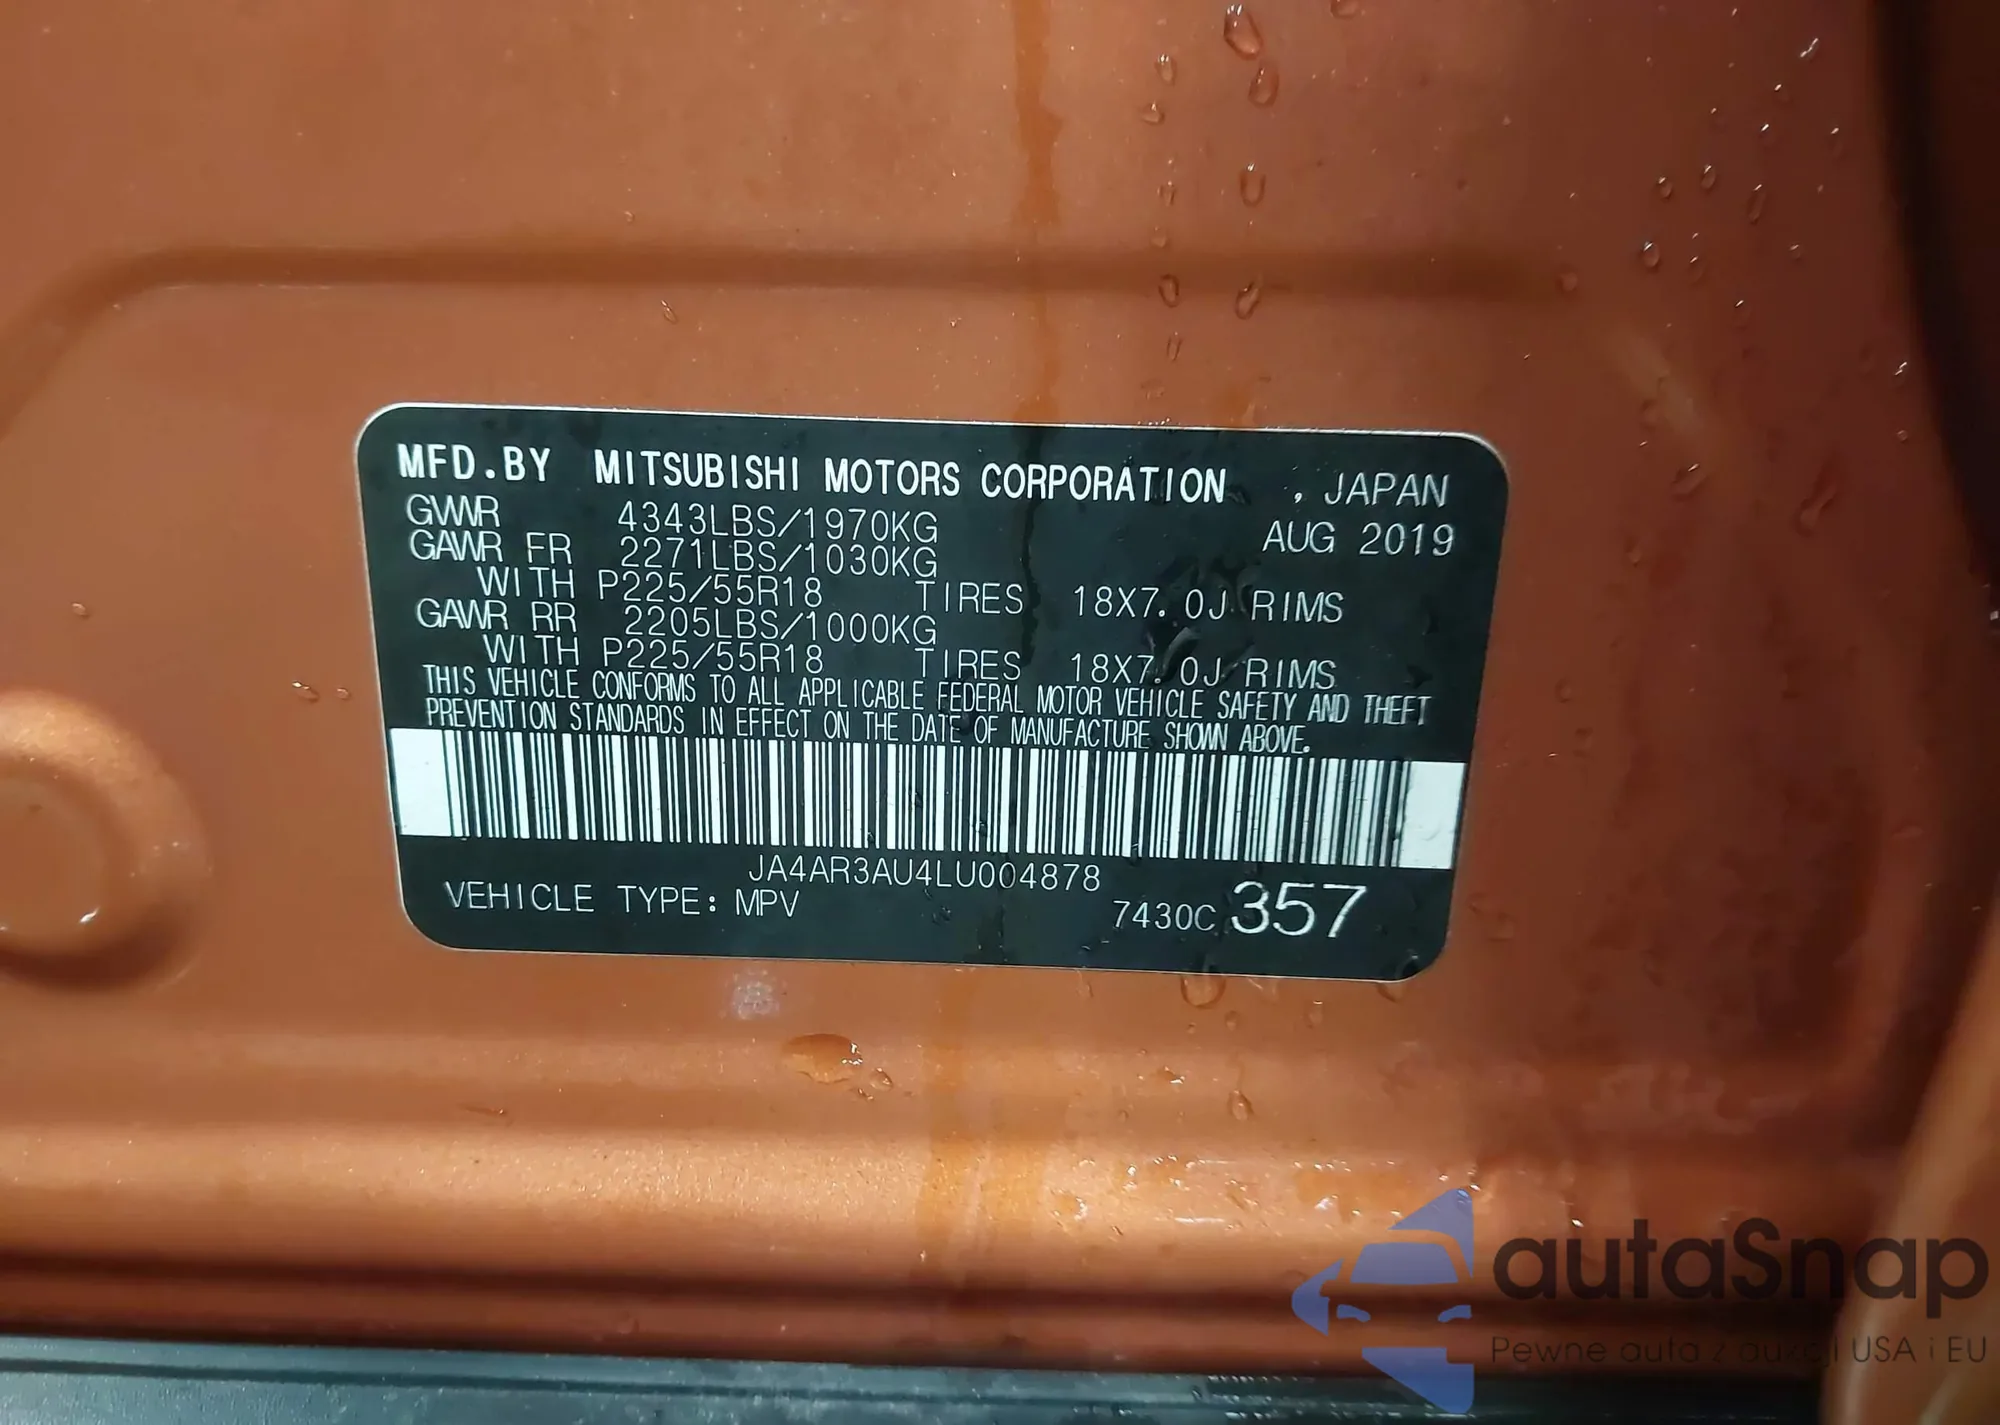 MFD.BY MITSUBISHI MOTORS CORPORATION , JAPAN
GVWR 4343LBS/1970KG AUG 2019
GAWR FR 2271LBS/1030KG
WITH P225/55R18 TIRES 18X7.0J RIMS
GAWR RR 2205LBS/1000KG
WITH P225/55R18 TIRES 18X7.0J RIMS
THIS VEHICLE CONFORMS TO ALL APPLICABLE FEDERAL MOTOR VEHICLE SAFETY AND THEFT
PREVENTION STANDARDS IN EFFECT ON THE DATE OF MANUFACTURE SHOWN ABOVE.
JA4AR3AU4LU004878
VEHICLE TYPE: MPV 7430C 357
autaSnap
Pewne auta z aukcji USA i EU